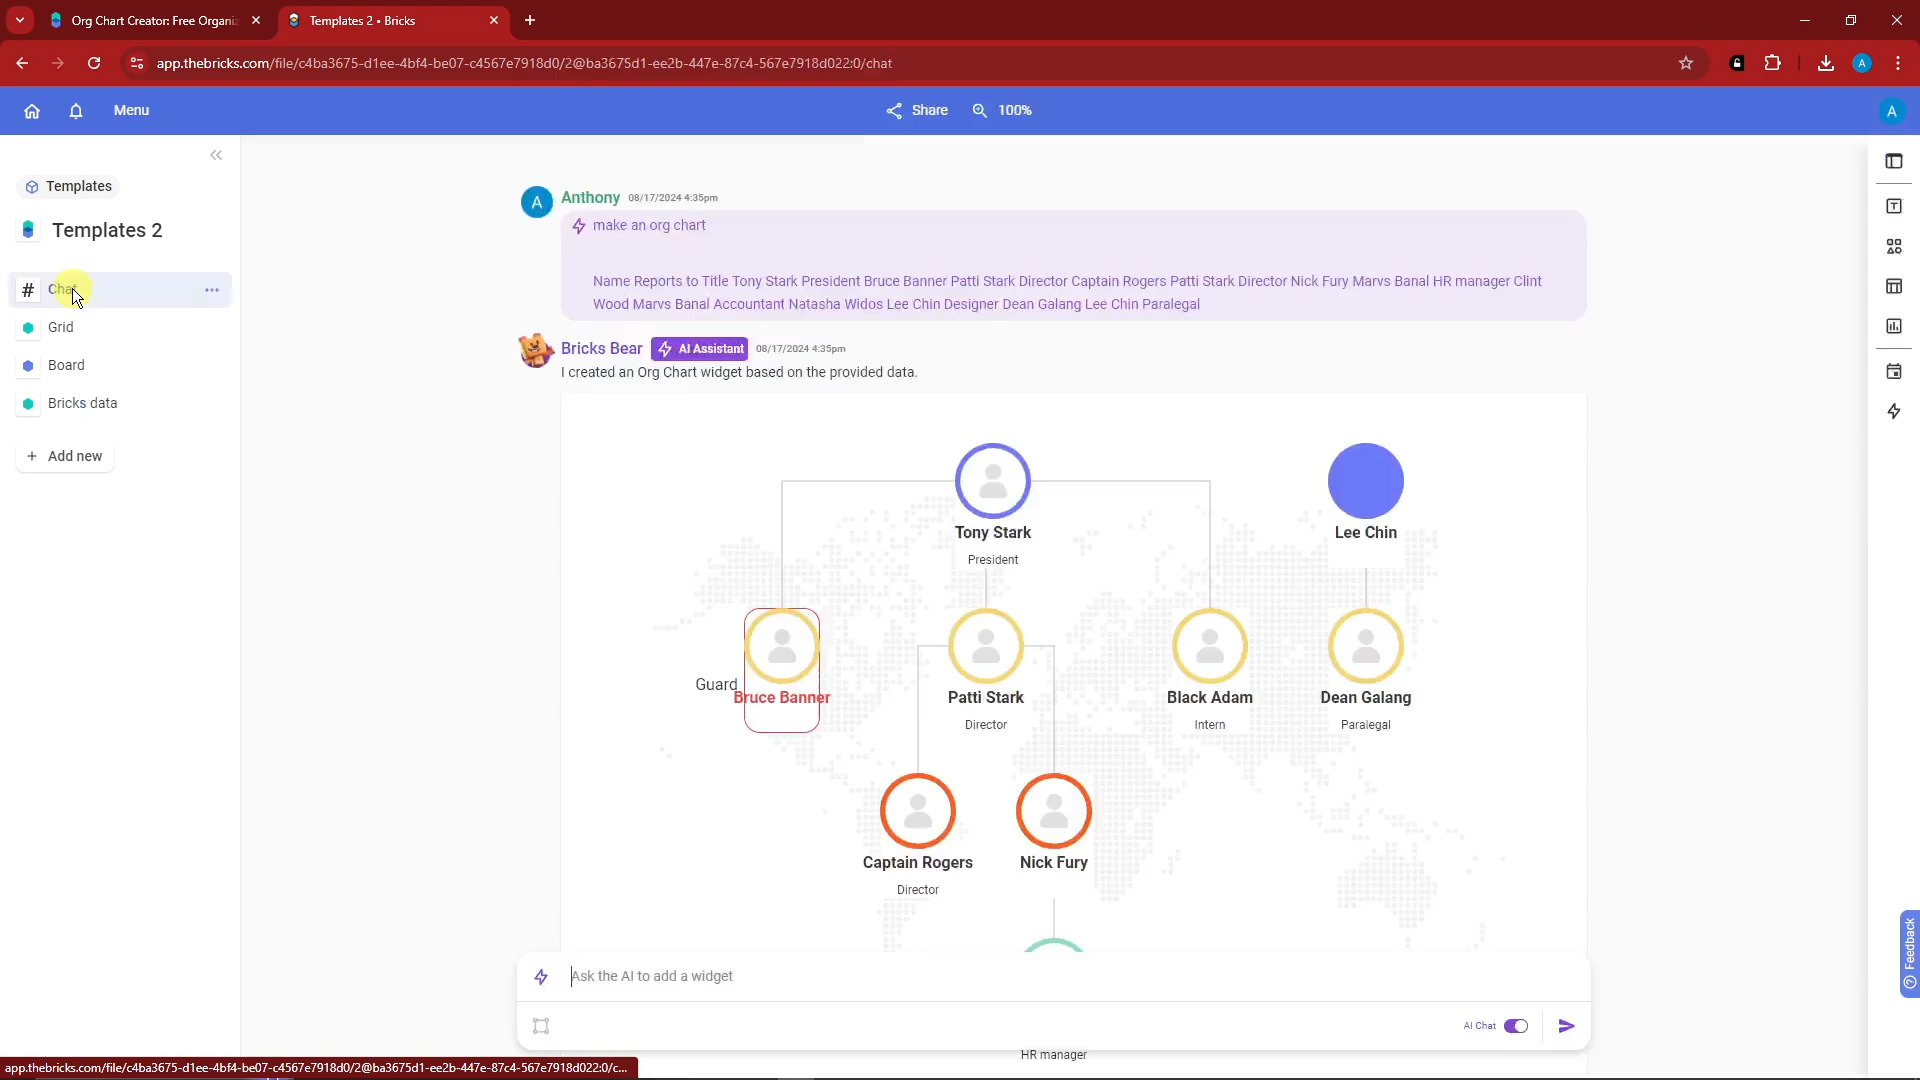 Org Chart Creator: Free Organi
Templates 2 • Bricks
app.thebricks.com/file/c4ba3675-d1ee-4bf4-be07-c4567e7918d0/2@ba3675d1-ee2b-447e-87c4-567e7918d022:0/chat
A
Menu
Share
100%
A
Templates
Templates 2
# Chat
Grid
Board
Bricks data
+ Add new
A
Anthony 08/17/2024 4:35pm
make an org chart
Name Reports to Title Tony Stark President Bruce Banner Patti Stark Director Captain Rogers Patti Stark Director Nick Fury Marvs Banal HR manager Clint
Wood Marvs Banal Accountant Natasha Widos Lee Chin Designer Dean Galang Lee Chin Paralegal
Bricks Bear AI Assistant 08/17/2024 4:35pm
I created an Org Chart widget based on the provided data.
Tony Stark
President
Lee Chin
Guard
Bruce Banner
Patti Stark
Director
Black Adam
Intern
Dean Galang
Paralegal
Captain Rogers
Director
Nick Fury
Ask the AI to add a widget
AI Chat
HR manager
Feedback
app.thebricks.com/file/c4ba3675-d1ee-4bf4-be07-c4567e7918d0/2@ba3675d1-ee2b-447e-87c4-567e7918d022:0/c...